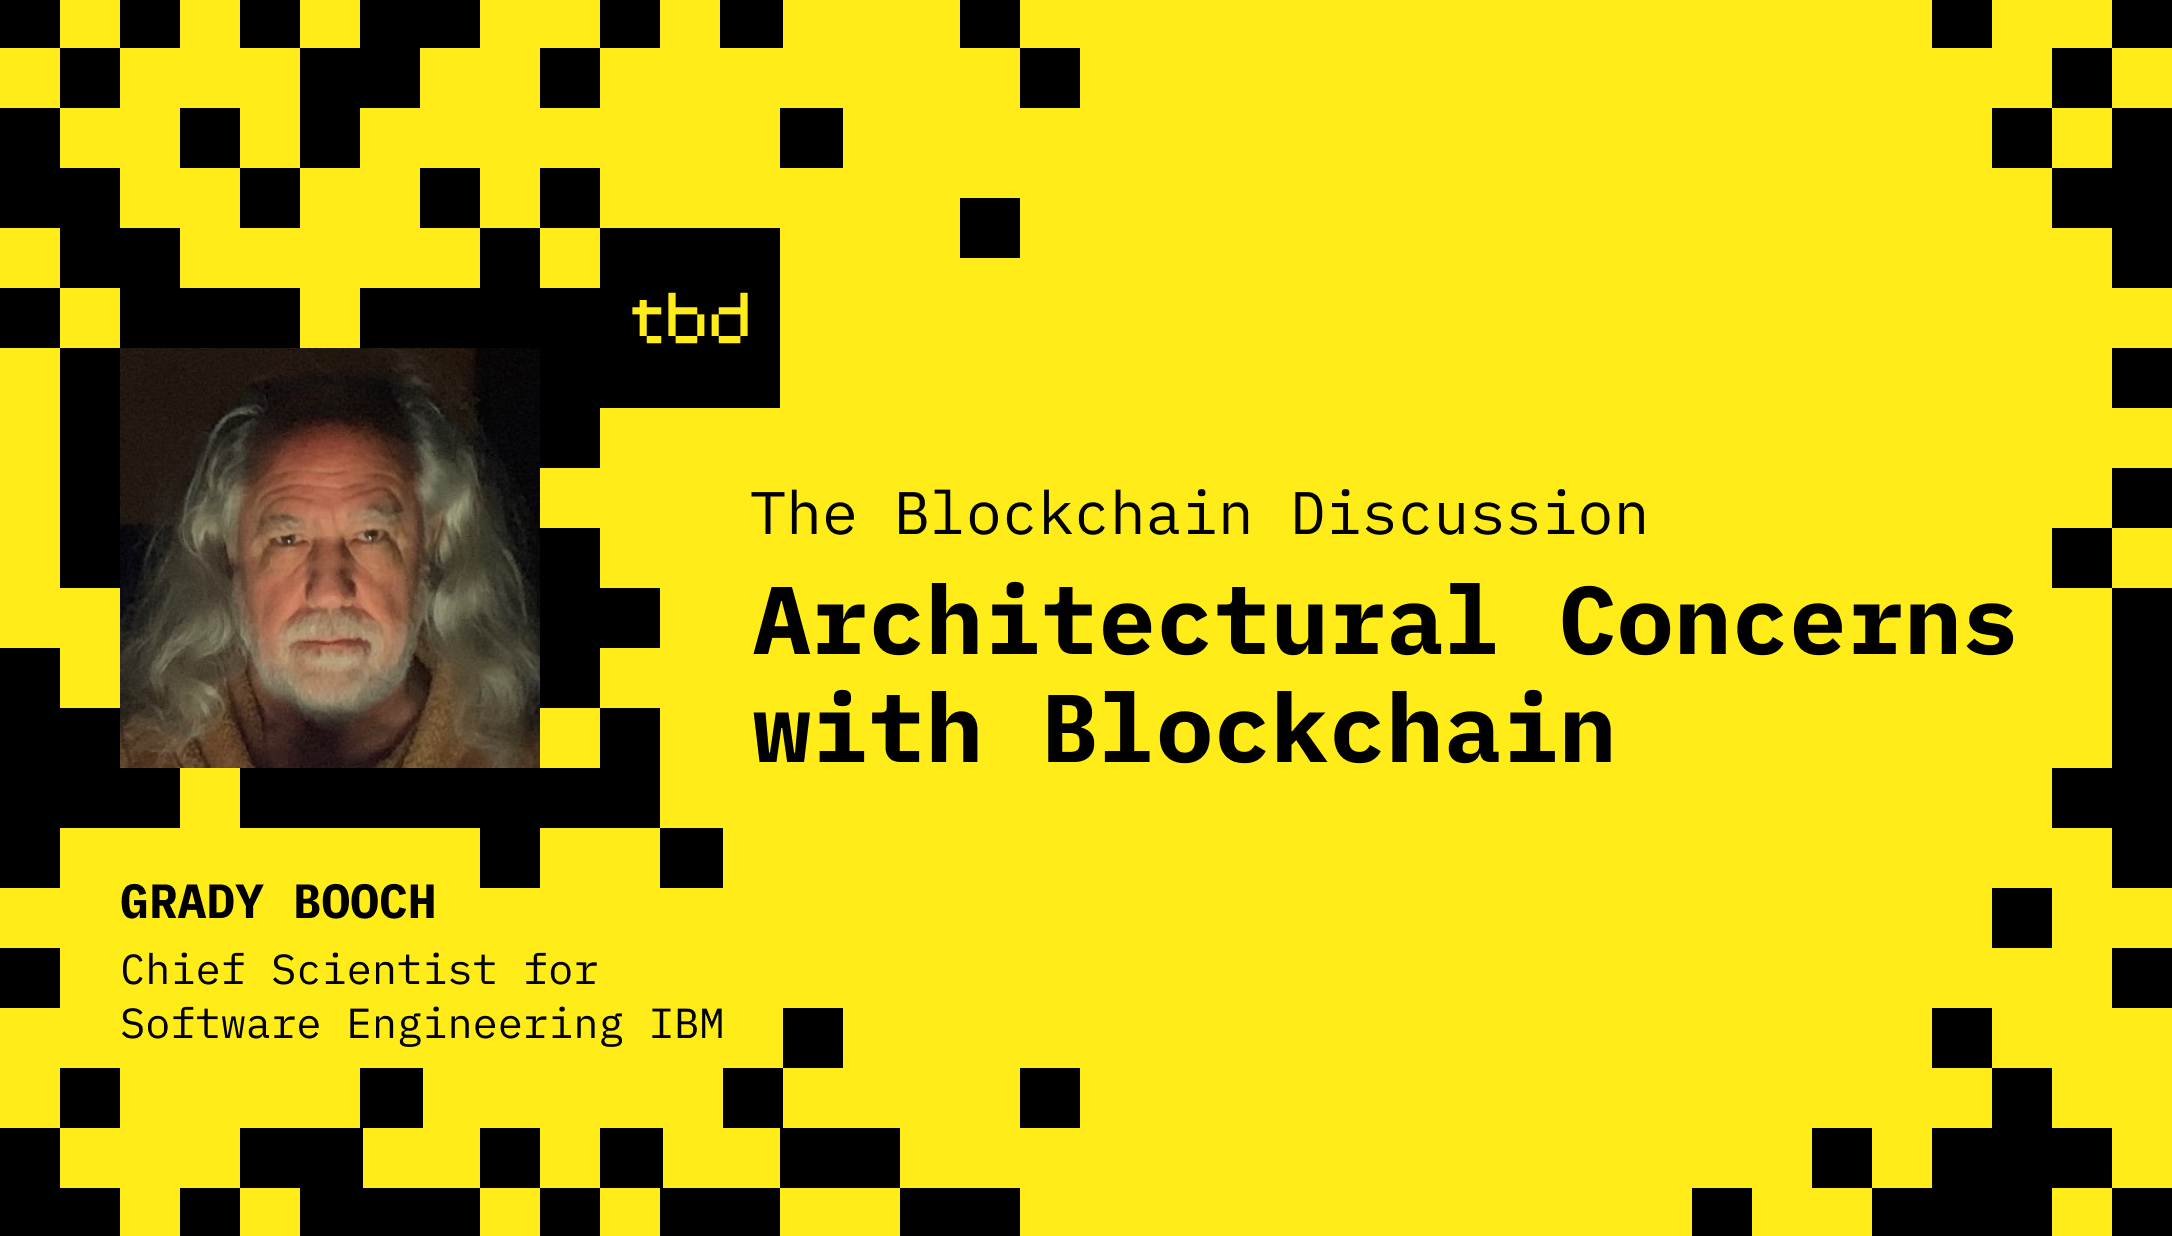 tbd
The Blockchain Discussion
Architectural Concerns
with Blockchain
GRADY BOOCH
Chief Scientist for
Software Engineering IBM